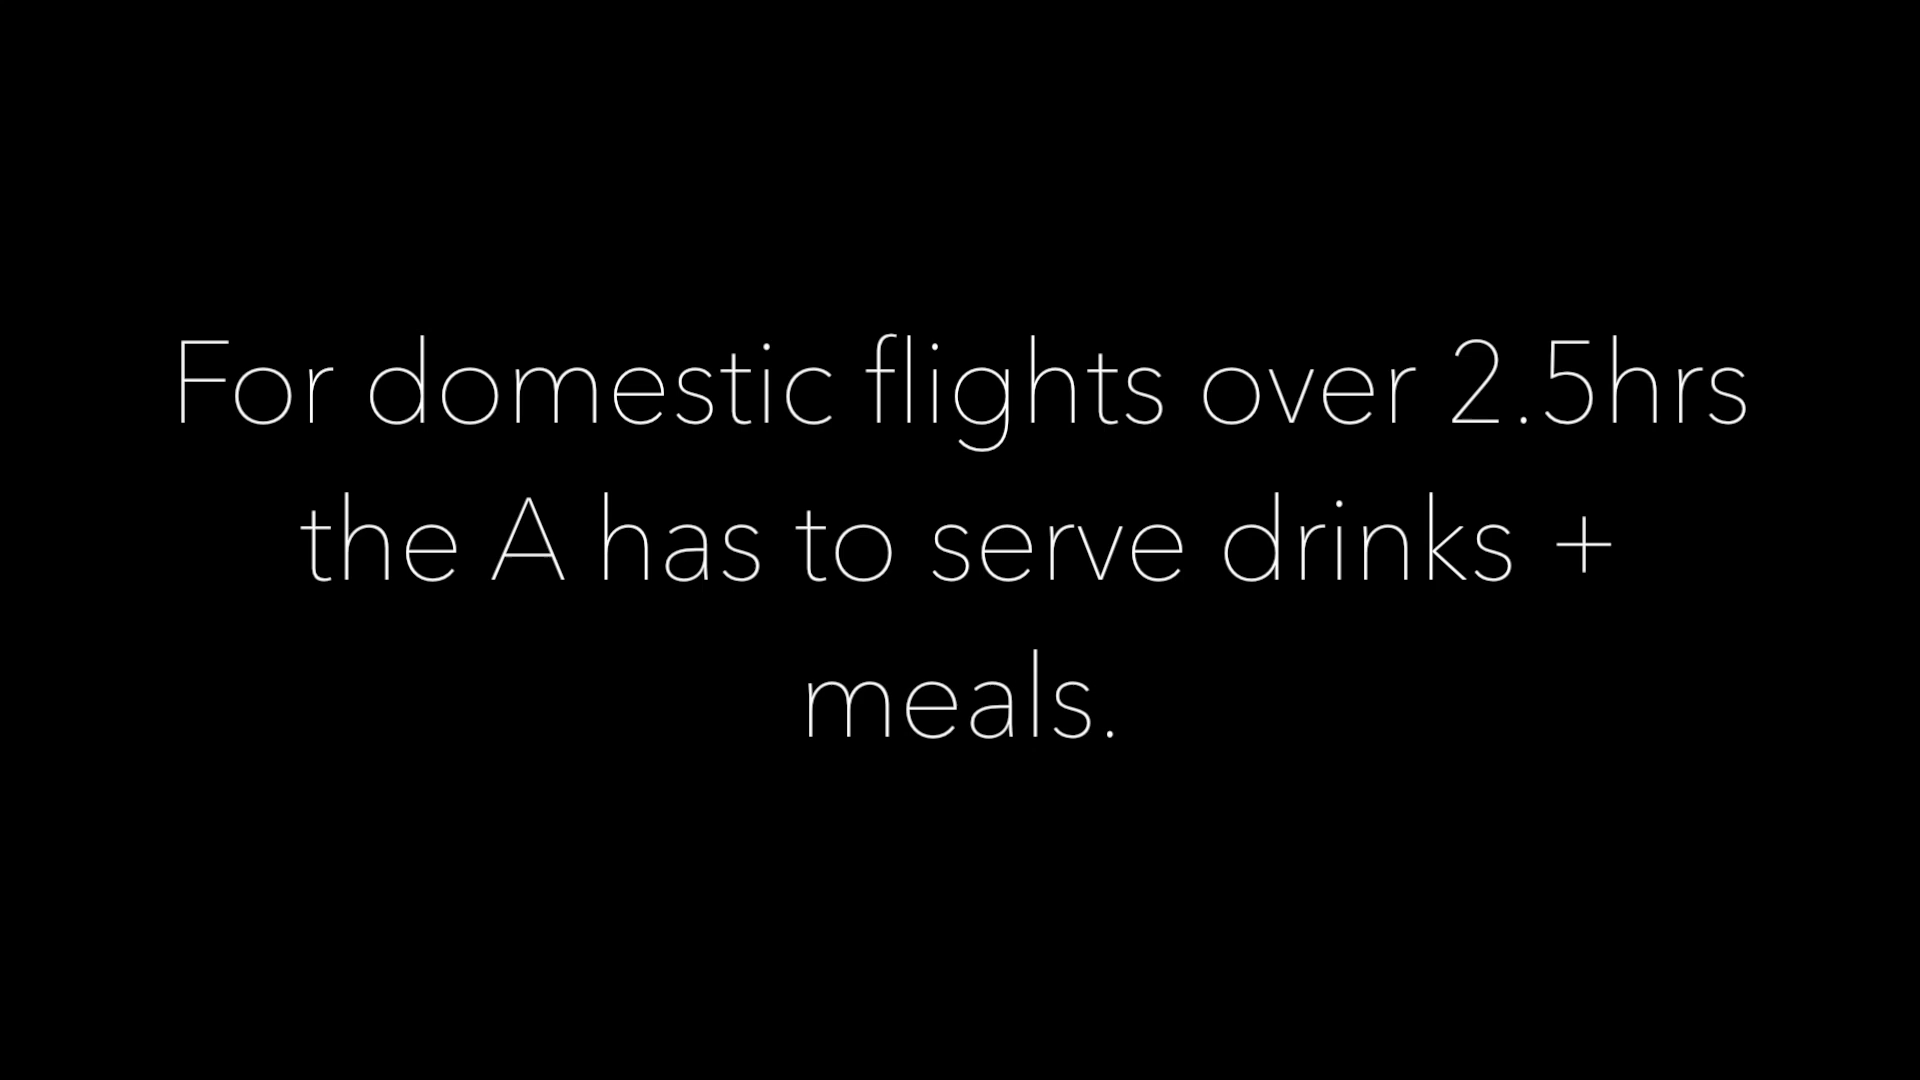 For domestic flights over 2.5hrs
the A has to serve drinks +
meals.